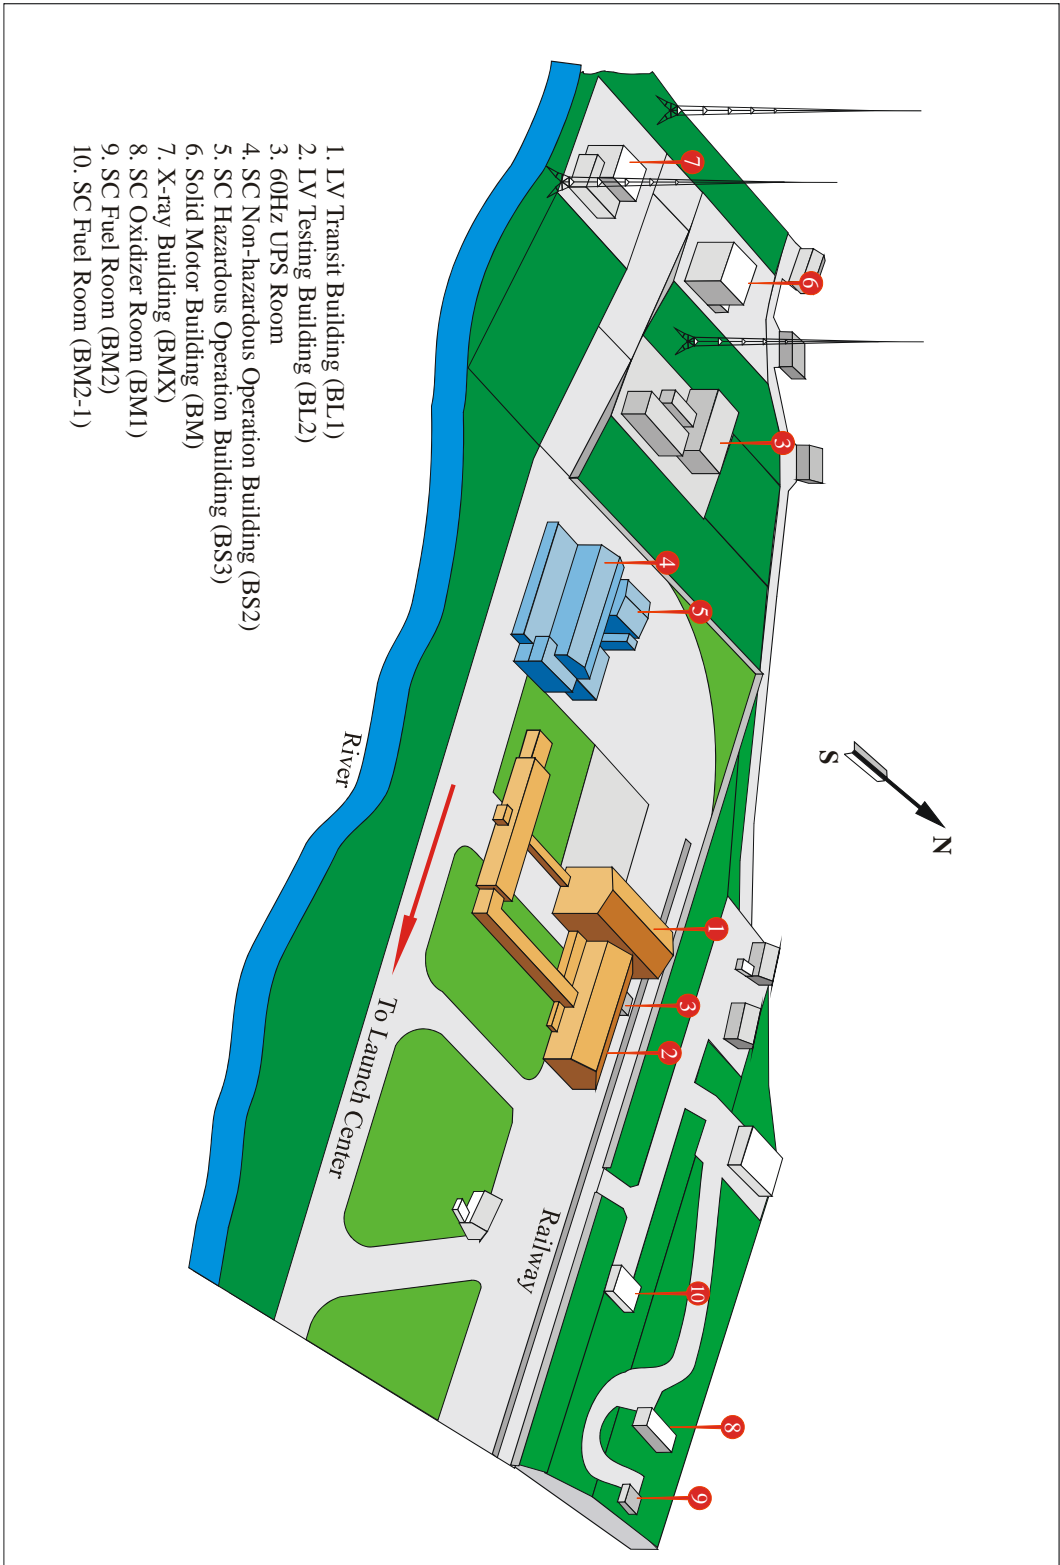 1. LV Transit Building (BL1)
2. LV Testing Building (BL2)
3. 60Hz UPS Room
4. SC Non-hazardous Operation Building (BS2)
5. SC Hazardous Operation Building (BS3)
6. Solid Motor Building (BM)
7. X-ray Building (BMX)
8. SC Oxidizer Room (BM1)
9. SC Fuel Room (BM2)
10. SC Fuel Room (BM2-1)
7
6
3
4
5
S
N
River
1
3
2
To Launch Center
Railway
10
8
9